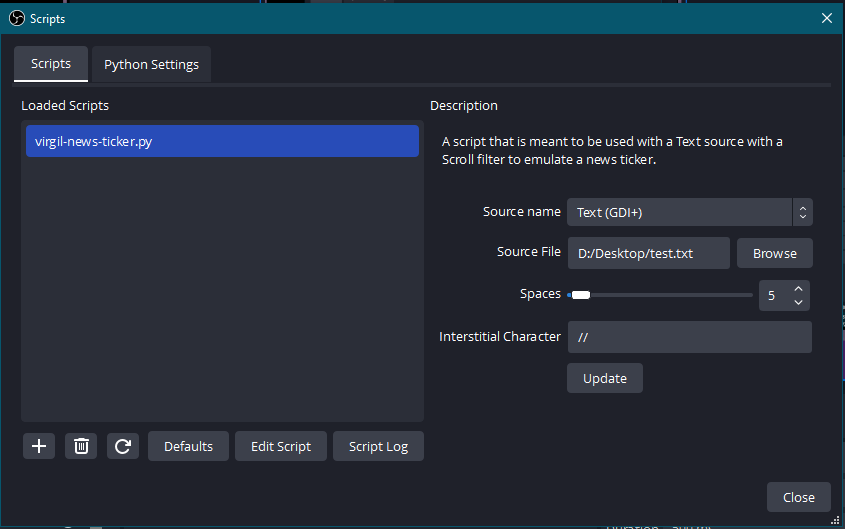 Scripts
Scripts
Python Settings
Loaded Scripts
virgil-news-ticker.py
Description
A script that is meant to be used with a Text source with a
Scroll filter to emulate a news ticker.
Source name
Text (GDI+)
Source File
D:/Desktop/test.txt
Browse
Spaces
5
Interstitial Character
//
Update
Defaults
Edit Script
Script Log
Close